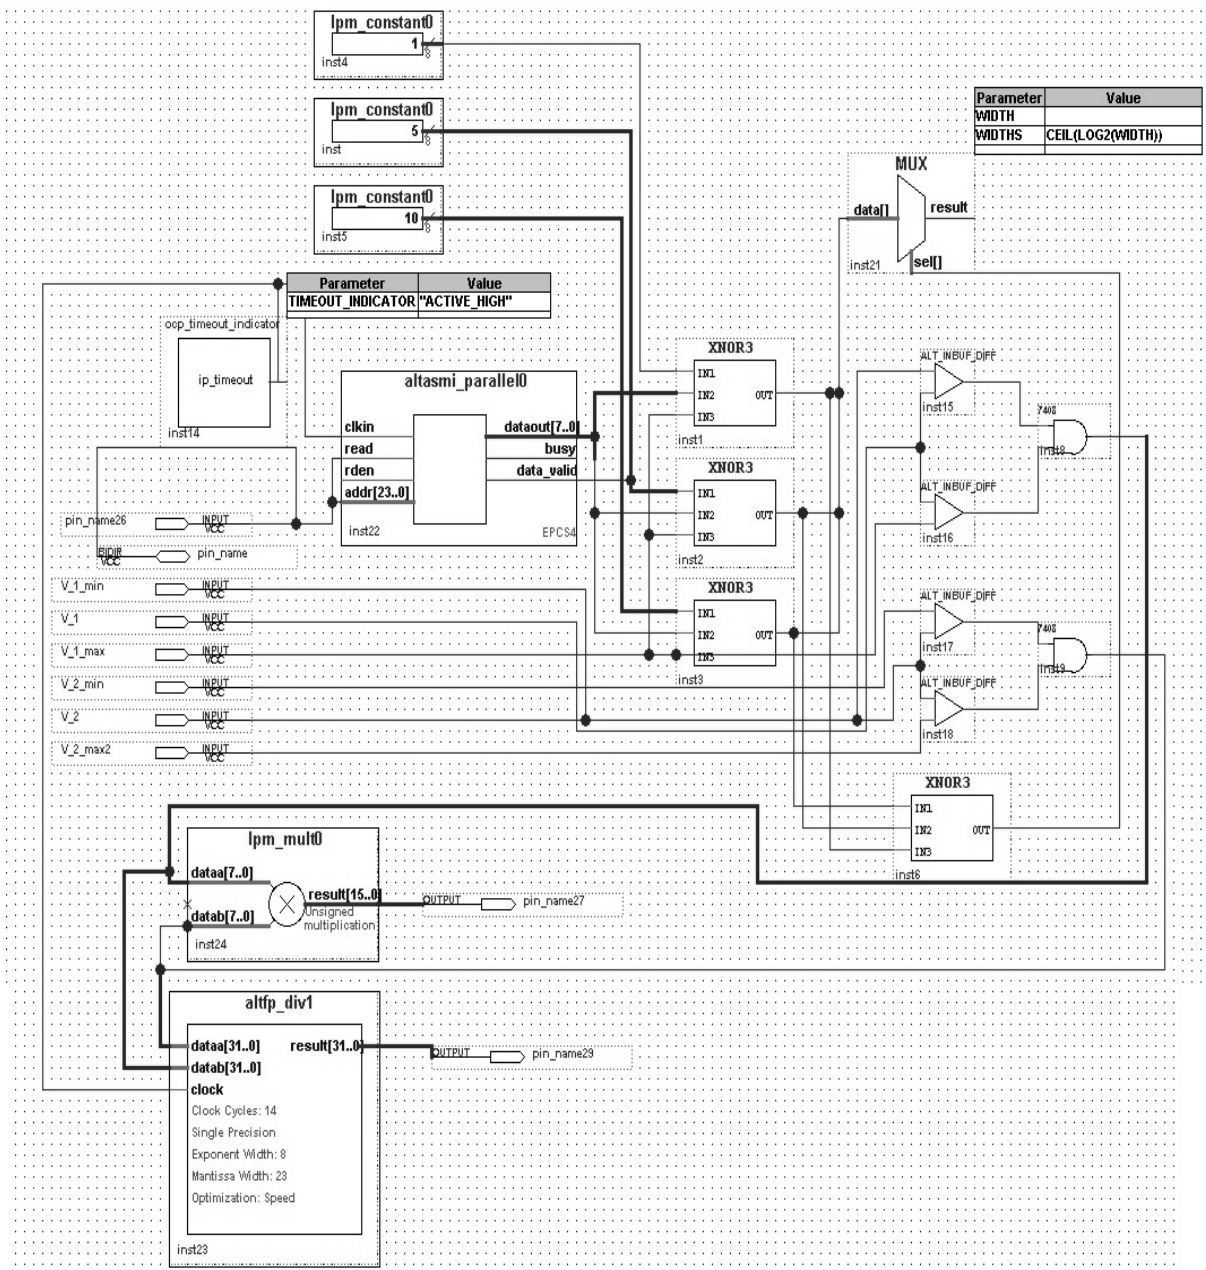 lpm_constant0
1
8
inst4
lpm_constant0
5
8
inst
lpm_constant0
10
8
inst5
Parameter Value
WIDTH
WIDTHS CEIL(LOG2(WIDTH))
MUX
data[] result
sel[]
inst21
Parameter Value
TIMEOUT_INDICATOR "ACTIVE_HIGH"
ocp_timeout_indicator
ip_timeout
inst14
altasmi_parallel0
clkin dataout[7..0]
read busy
rden data_valid
addr[23..0]
inst22 EPCS4
XNOR3
IN1
IN2 OUT
IN3
inst1
XNOR3
IN1
IN2 OUT
IN3
inst2
XNOR3
IN1
IN2 OUT
IN3
inst3
ALT_INBUF_DIFF
inst15
7408
inst8
ALT_INBUF_DIFF
inst16
ALT_INBUF_DIFF
inst17
7408
inst9
ALT_INBUF_DIFF
inst18
pin_name26 INPUT
VCC
BIDIR
VCC pin_name
V_1_min INPUT
VCC
V_1 INPUT
VCC
V_1_max INPUT
VCC
V_2_min INPUT
VCC
V_2 INPUT
VCC
V_2_max2 INPUT
VCC
XNOR3
IN1
IN2 OUT
IN3
inst6
lpm_mult0
dataa[7..0]
result[15..0]
datab[7..0] Unsigned
multiplication
inst24
OUTPUT pin_name27
altfp_div1
dataa[31..0] result[31..0]
datab[31..0]
clock
Clock Cycles: 14
Single Precision
Exponent Width: 8
Mantissa Width: 23
Optimization: Speed
inst23
OUTPUT pin_name29